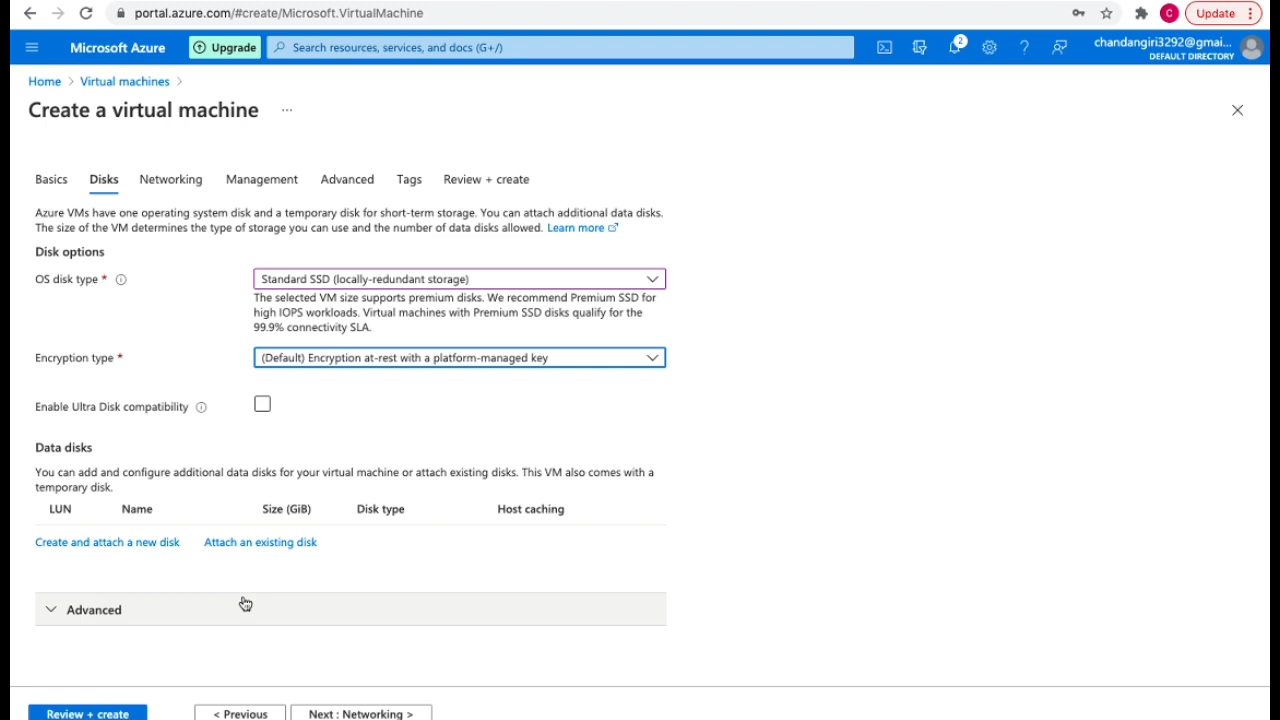 portal.azure.com/#create/Microsoft.VirtualMachine
C
Update
Microsoft Azure
Upgrade
Search resources, services, and docs (G+/)
2
chandangiri3292@gmai...
DEFAULT DIRECTORY
Home > Virtual machines >
Create a virtual machine ...
Basics Disks Networking Management Advanced Tags Review + create
Azure VMs have one operating system disk and a temporary disk for short-term storage. You can attach additional data disks.
The size of the VM determines the type of storage you can use and the number of data disks allowed. Learn more
Disk options
OS disk type *
Standard SSD (locally-redundant storage)
The selected VM size supports premium disks. We recommend Premium SSD for
high IOPS workloads. Virtual machines with Premium SSD disks qualify for the
99.9% connectivity SLA.
Encryption type *
(Default) Encryption at-rest with a platform-managed key
Enable Ultra Disk compatibility
Data disks
You can add and configure additional data disks for your virtual machine or attach existing disks. This VM also comes with a
temporary disk.
LUN Name Size (GiB) Disk type Host caching
Create and attach a new disk Attach an existing disk
Advanced
Review + create < Previous Next : Networking >